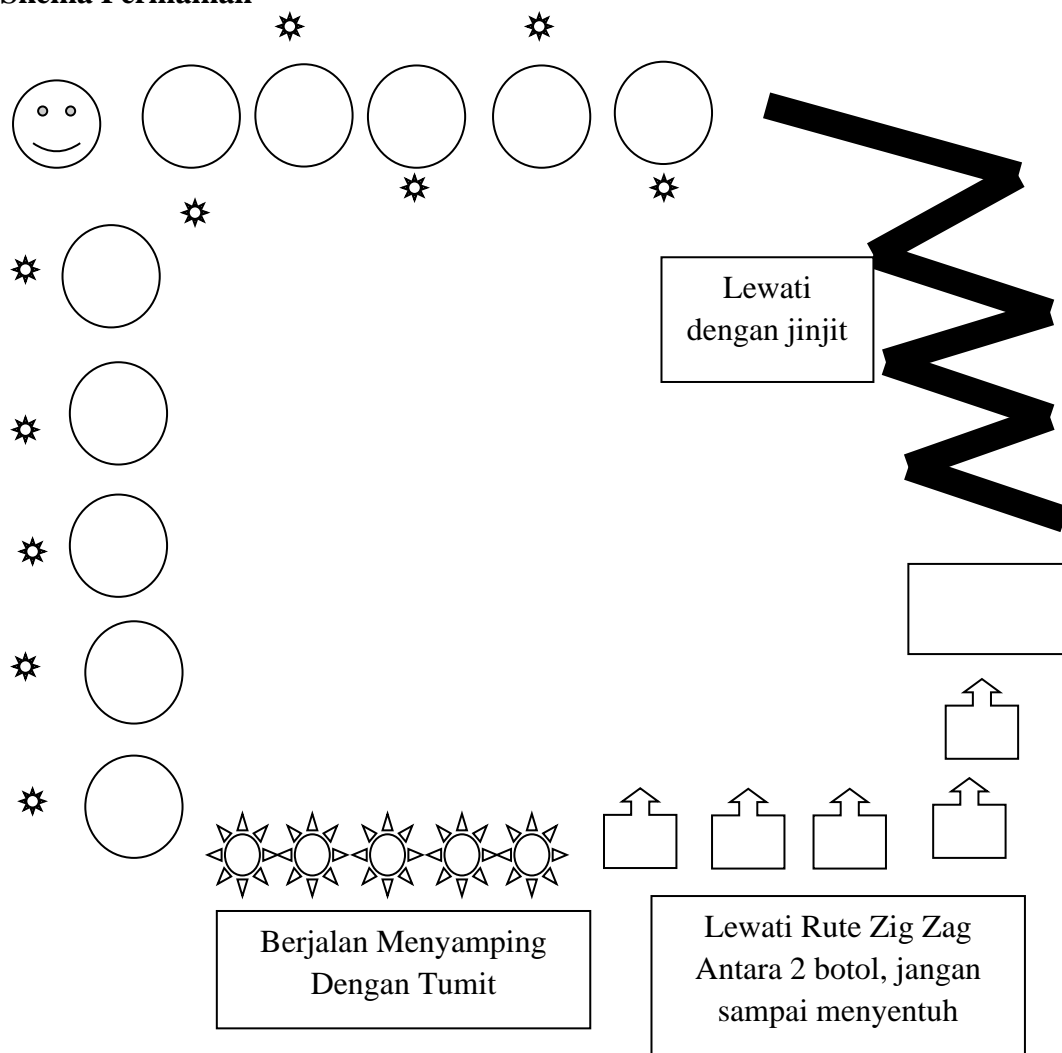 Skema Permainan
Lewati
dengan jinjit
Berjalan Menyamping
Dengan Tumit
Lewati Rute Zig Zag
Antara 2 botol, jangan
sampai menyentuh